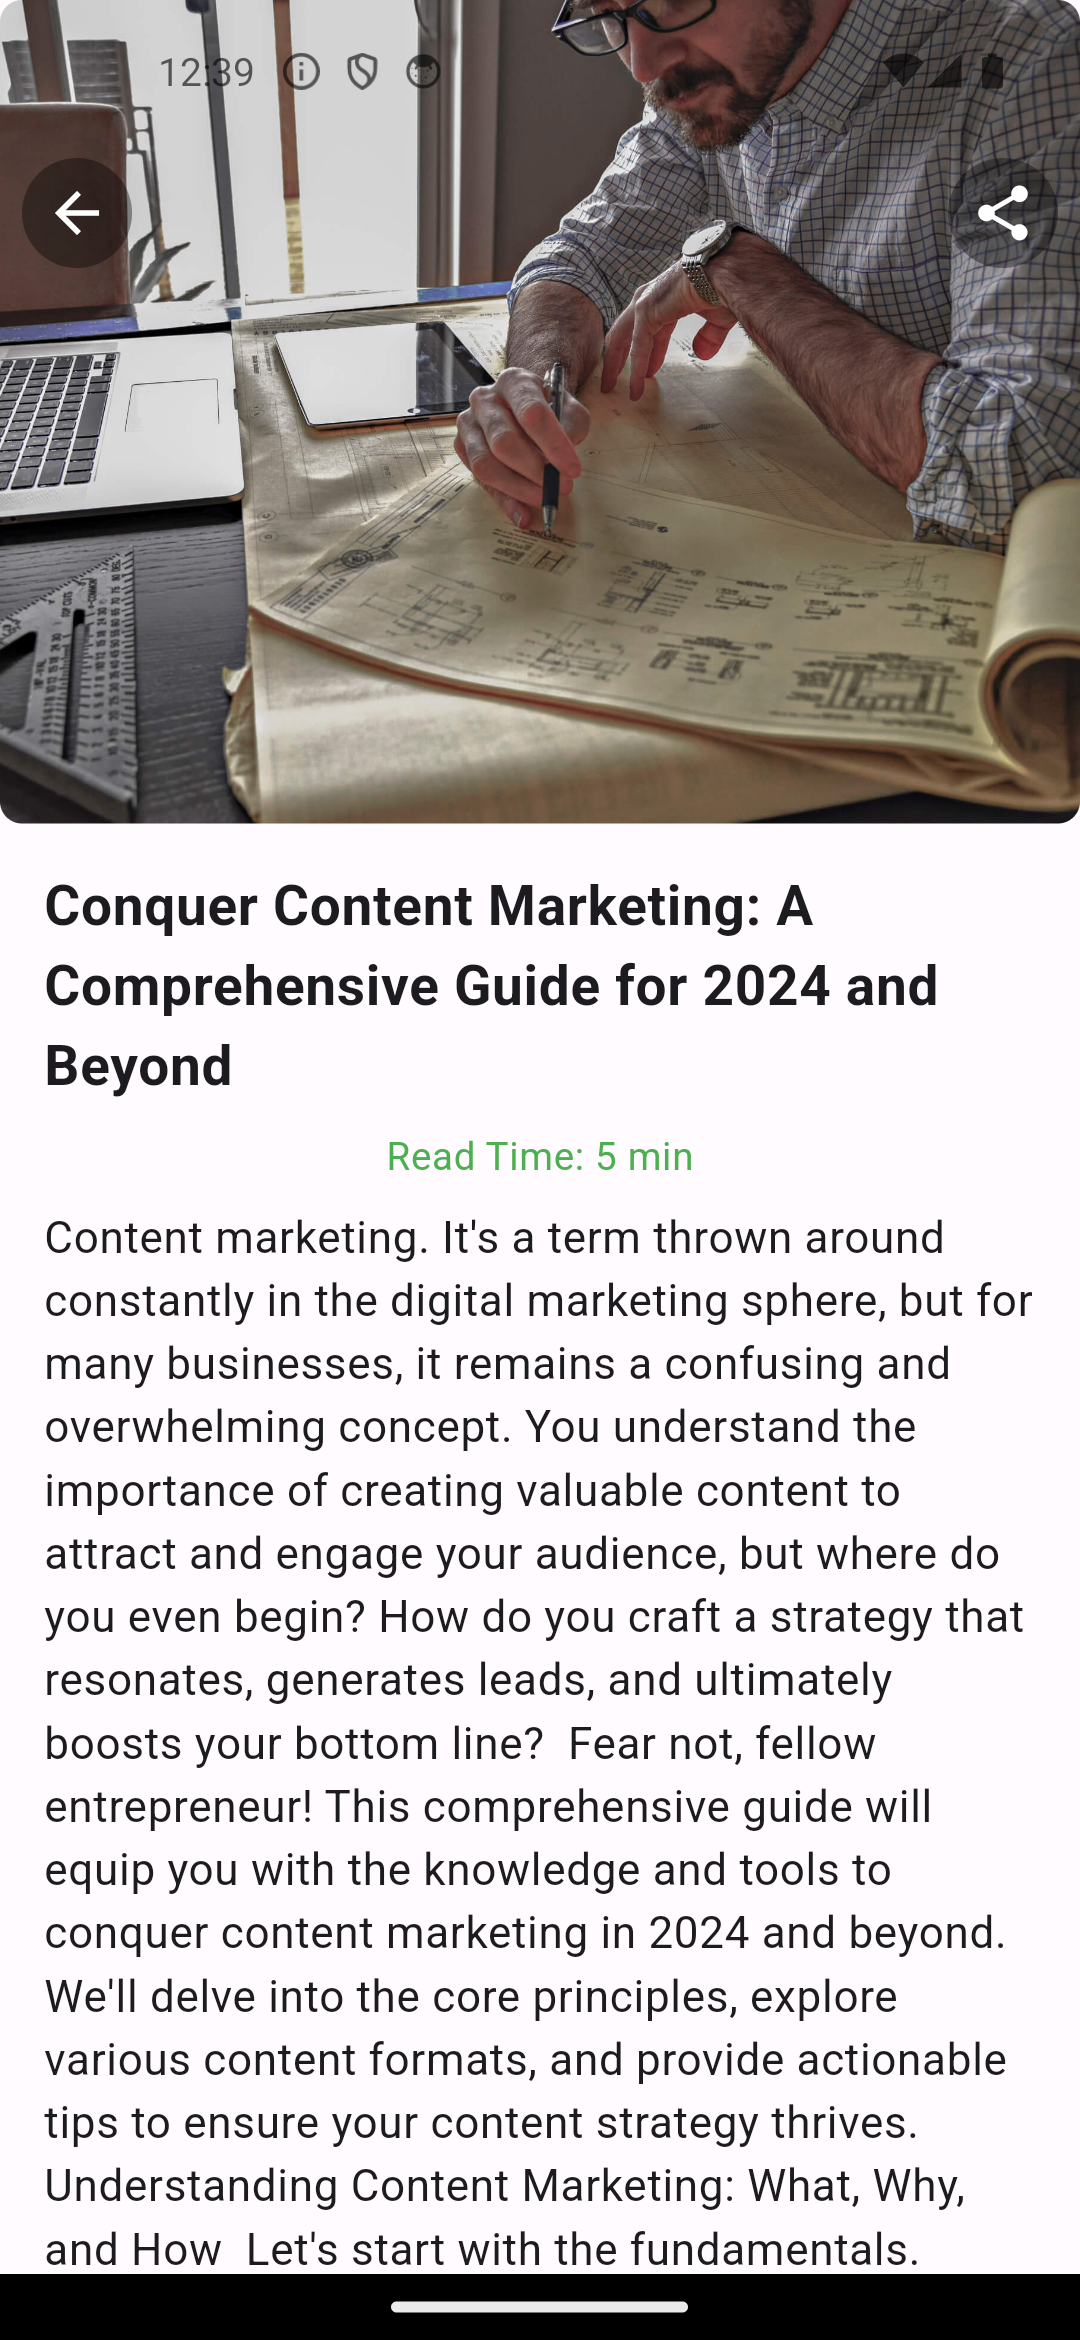 12:39
Conquer Content Marketing: A
Comprehensive Guide for 2024 and
Beyond
Read Time: 5 min
Content marketing. It's a term thrown around
constantly in the digital marketing sphere, but for
many businesses, it remains a confusing and
overwhelming concept. You understand the
importance of creating valuable content to
attract and engage your audience, but where do
you even begin? How do you craft a strategy that
resonates, generates leads, and ultimately
boosts your bottom line?  Fear not, fellow
entrepreneur! This comprehensive guide will
equip you with the knowledge and tools to
conquer content marketing in 2024 and beyond.
We'll delve into the core principles, explore
various content formats, and provide actionable
tips to ensure your content strategy thrives.
Understanding Content Marketing: What, Why,
and How  Let's start with the fundamentals.